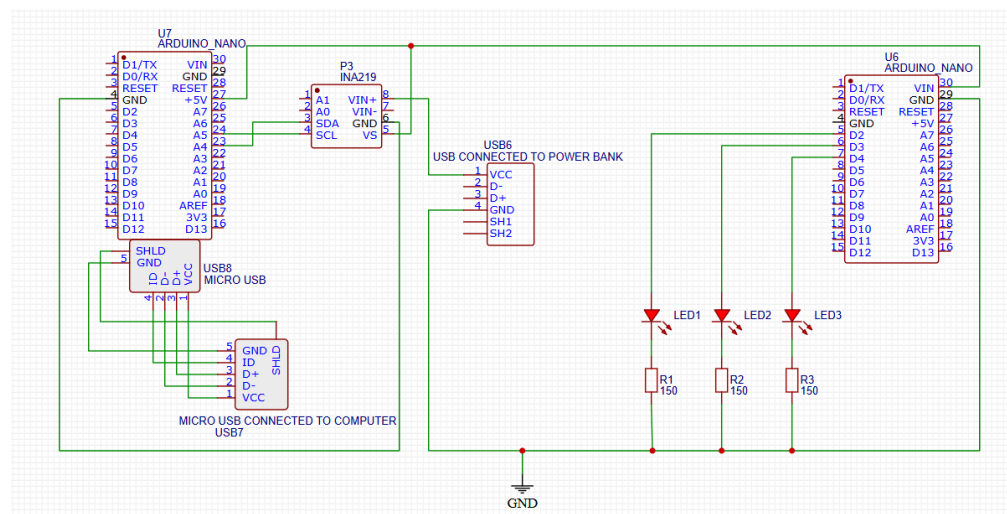 U7
ARDUINO_NANO
1 D1/TX VIN 30
2 D0/RX GND 29
3 RESET RESET 28
4 GND +5V 27
5 D2 A7 26
6 D3 A6 25
7 D4 A5 24
8 D5 A4 23
9 D6 A3 22
10 D7 A2 21
11 D8 A1 20
12 D9 A0 19
13 D10 AREF 18
14 D11 3V3 17
15 D12 D13 16
P3
INA219
1 A1 VIN+ 8
2 A0 VIN- 7
3 SDA GND 6
4 SCL VS 5
USB6
USB CONNECTED TO POWER BANK
1 VCC
2 D-
3 D+
4 GND
SH1
SH2
U6
ARDUINO_NANO
1 D1/TX VIN 30
2 D0/RX GND 29
3 RESET RESET 28
4 GND +5V 27
5 D2 A7 26
6 D3 A6 25
7 D4 A5 24
8 D5 A4 23
9 D6 A3 22
10 D7 A2 21
11 D8 A1 20
12 D9 A0 19
13 D10 AREF 18
14 D11 3V3 17
15 D12 D13 16
SHLD
5 GND
ID D- D+ VCC
4 2 3 1
USB8
MICRO USB
5 GND
4 ID
3 D+
2 D-
1 VCC
SHLD
MICRO USB CONNECTED TO COMPUTER
USB7
LED1
LED2
LED3
R1
150
R2
150
R3
150
GND